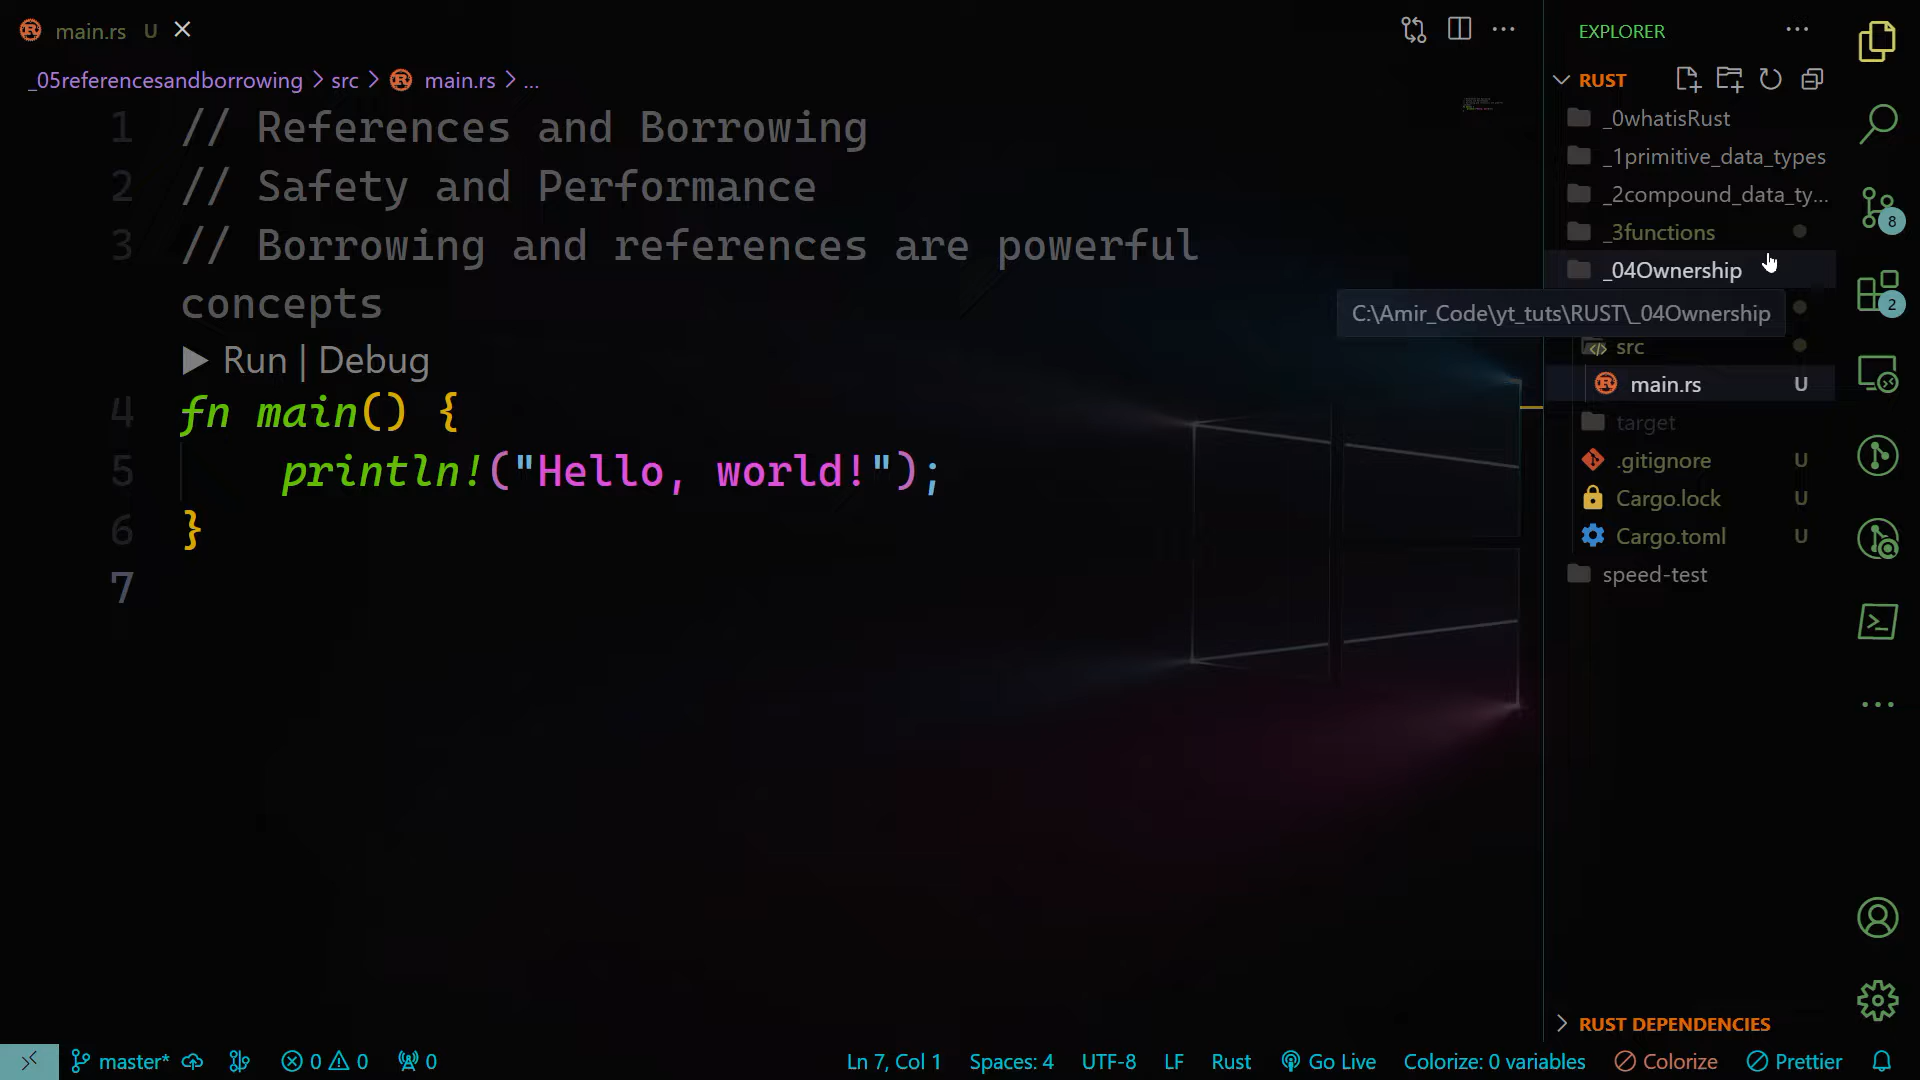 main.rs U
_05referencesandborrowing > src > main.rs > ...
1 // References and Borrowing
2 // Safety and Performance
3 // Borrowing and references are powerful
concepts
Run | Debug
4 fn main() {
5 println!("Hello, world!");
6 }
7
EXPLORER
RUST
_0whatisRust
_1primitive_data_types
_2compound_data_ty...
_3functions
_04Ownership
C:\Amir_Code\yt_tuts\RUST\_04Ownership
src
main.rs U
target
.gitignore U
Cargo.lock U
Cargo.toml U
speed-test
RUST DEPENDENCIES
8
2
master* 0 0 0 Ln 7, Col 1 Spaces: 4 UTF-8 LF Rust Go Live Colorize: 0 variables Colorize Prettier